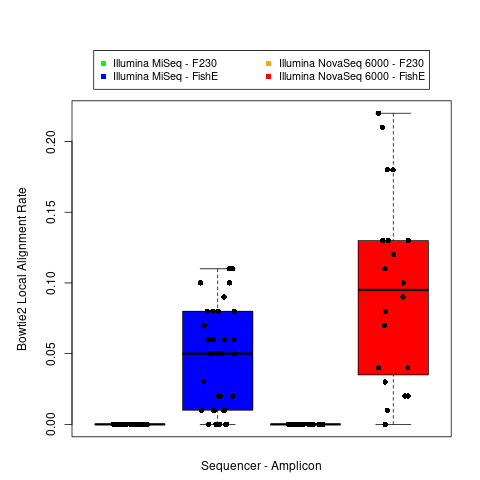 Illumina MiSeq - F230
Illumina NovaSeq 6000 - F230
Illumina MiSeq - FishE
Illumina NovaSeq 6000 - FishE
0.20
0.15
0.10
0.05
0.00
Bowtie2 Local Alignment Rate
Sequencer - Amplicon